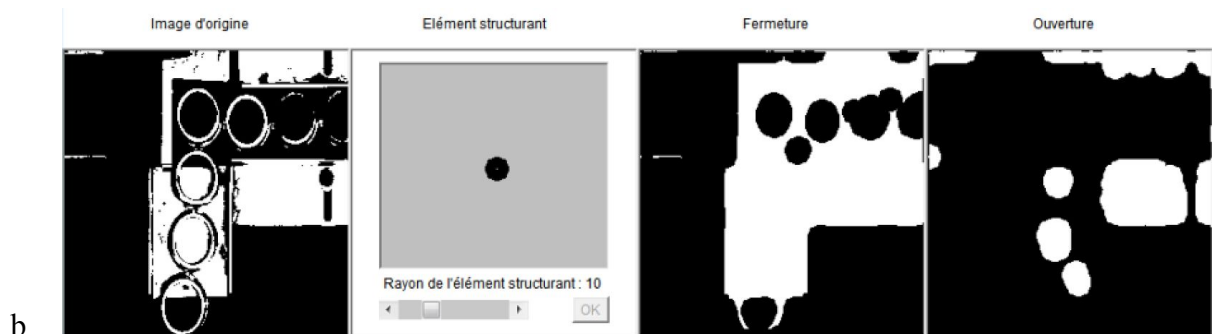 Image d'origine Elément structurant Fermeture Ouverture
Rayon de l'élément structurant : 10
OK
b